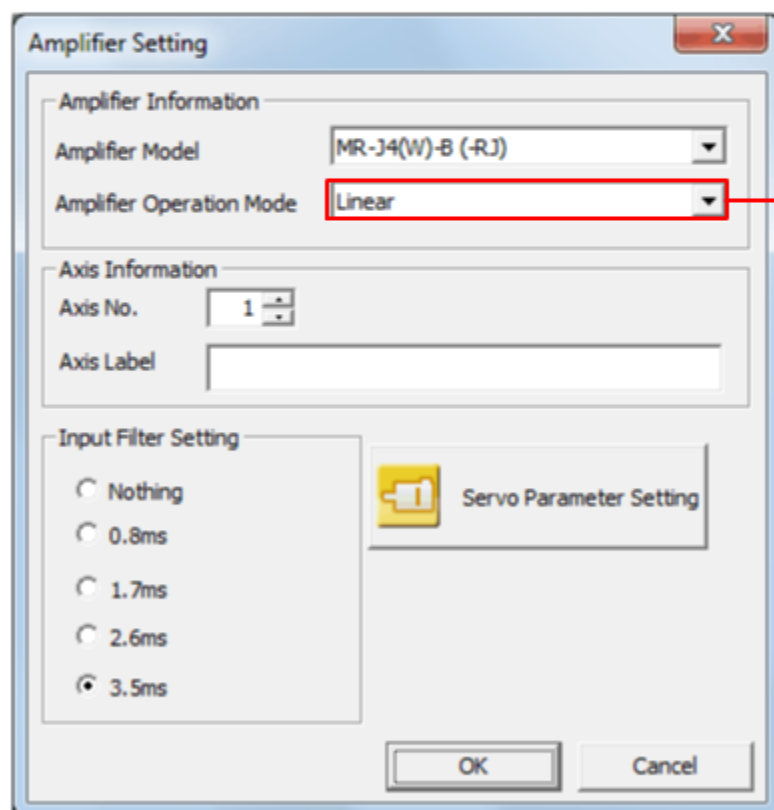 Amplifier Setting
Amplifier Information
Amplifier Model MR-J4(W)-B (-RJ)
Amplifier Operation Mode Linear
Axis Information
Axis No. 1
Axis Label
Input Filter Setting
Nothing
0.8ms
1.7ms
2.6ms
3.5ms
Servo Parameter Setting
OK Cancel